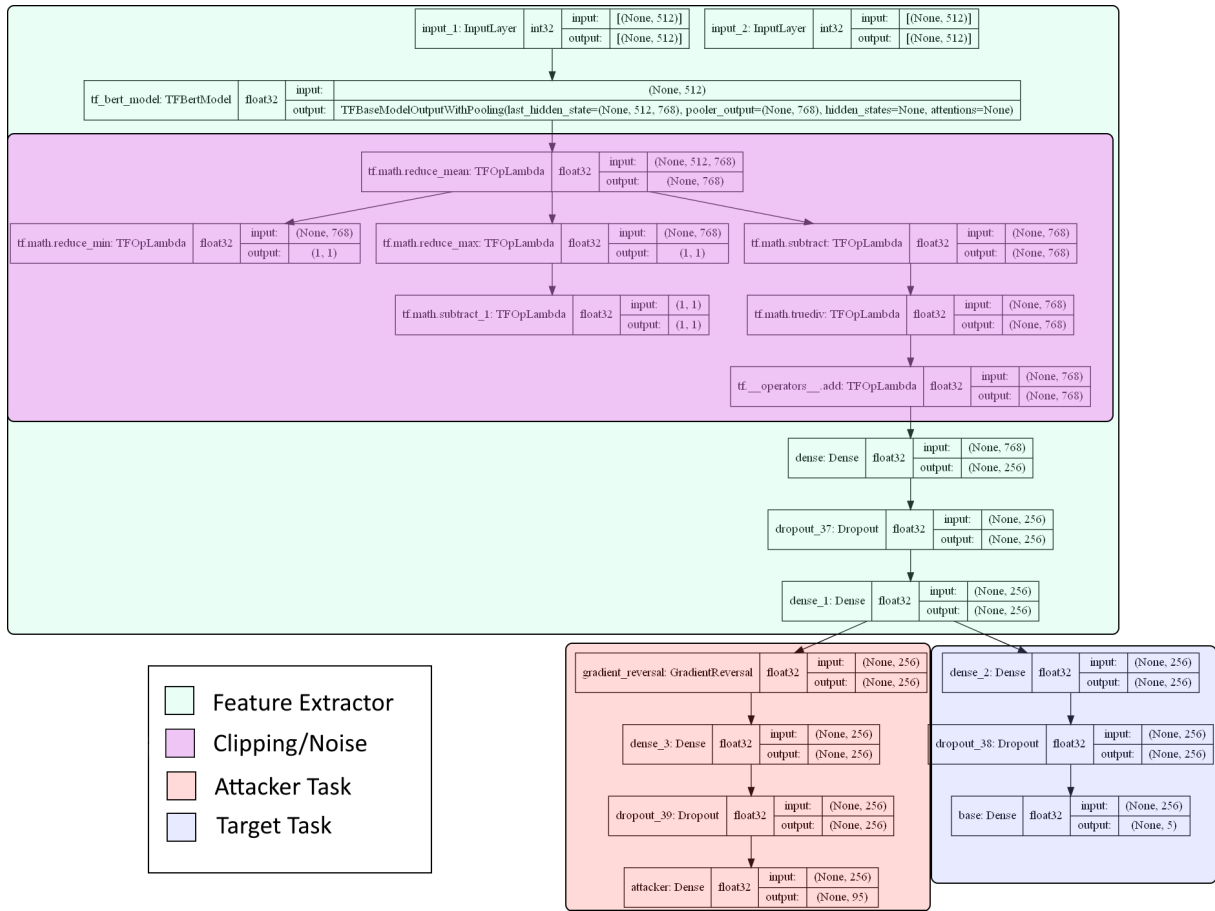 input_1: InputLayer int32 input: [(None, 512)] output: [(None, 512)]
input_2: InputLayer int32 input: [(None, 512)] output: [(None, 512)]
tf_bert_model: TFBertModel float32 input: (None, 512)
output: TFBaseModelOutputWithPooling(last_hidden_state=(None, 512, 768), pooler_output=(None, 768), hidden_states=None, attentions=None)
tf.math.reduce_mean: TFOpLambda float32 input: (None, 512, 768) output: (None, 768)
tf.math.reduce_min: TFOpLambda float32 input: (None, 768) output: (1, 1)
tf.math.reduce_max: TFOpLambda float32 input: (None, 768) output: (1, 1)
tf.math.subtract: TFOpLambda float32 input: (None, 768) output: (None, 768)
tf.math.subtract_1: TFOpLambda float32 input: (1, 1) output: (1, 1)
tf.math.truediv: TFOpLambda float32 input: (None, 768) output: (None, 768)
tf.__operators__.add: TFOpLambda float32 input: (None, 768) output: (None, 768)
dense: Dense float32 input: (None, 768) output: (None, 256)
dropout_37: Dropout float32 input: (None, 256) output: (None, 256)
dense_1: Dense float32 input: (None, 256) output: (None, 256)
gradient_reversal: GradientReversal float32 input: (None, 256) output: (None, 256)
dense_2: Dense float32 input: (None, 256) output: (None, 256)
dense_3: Dense float32 input: (None, 256) output: (None, 256)
dropout_38: Dropout float32 input: (None, 256) output: (None, 256)
dropout_39: Dropout float32 input: (None, 256) output: (None, 256)
base: Dense float32 input: (None, 256) output: (None, 5)
attacker: Dense float32 input: (None, 256) output: (None, 95)
Feature Extractor
Clipping/Noise
Attacker Task
Target Task